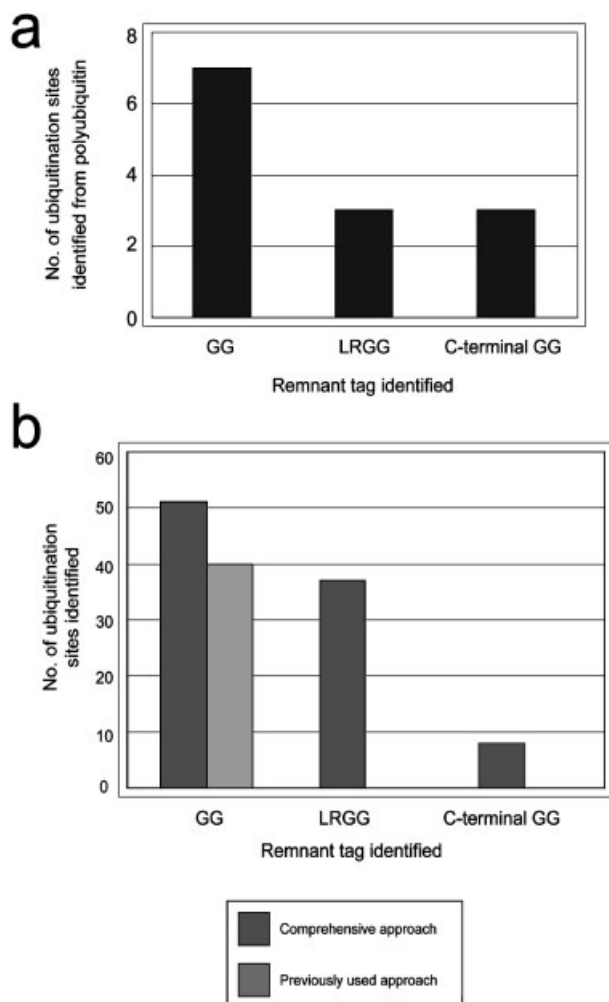 a
No. of ubiquitination sites
identified from polyubiquitin
8
6
4
2
0
GG LRGG C-terminal GG
Remnant tag identified
b
No. of ubiquitination
sites identified
60
50
40
30
20
10
0
GG LRGG C-terminal GG
Remnant tag identified
Comprehensive approach
Previously used approach